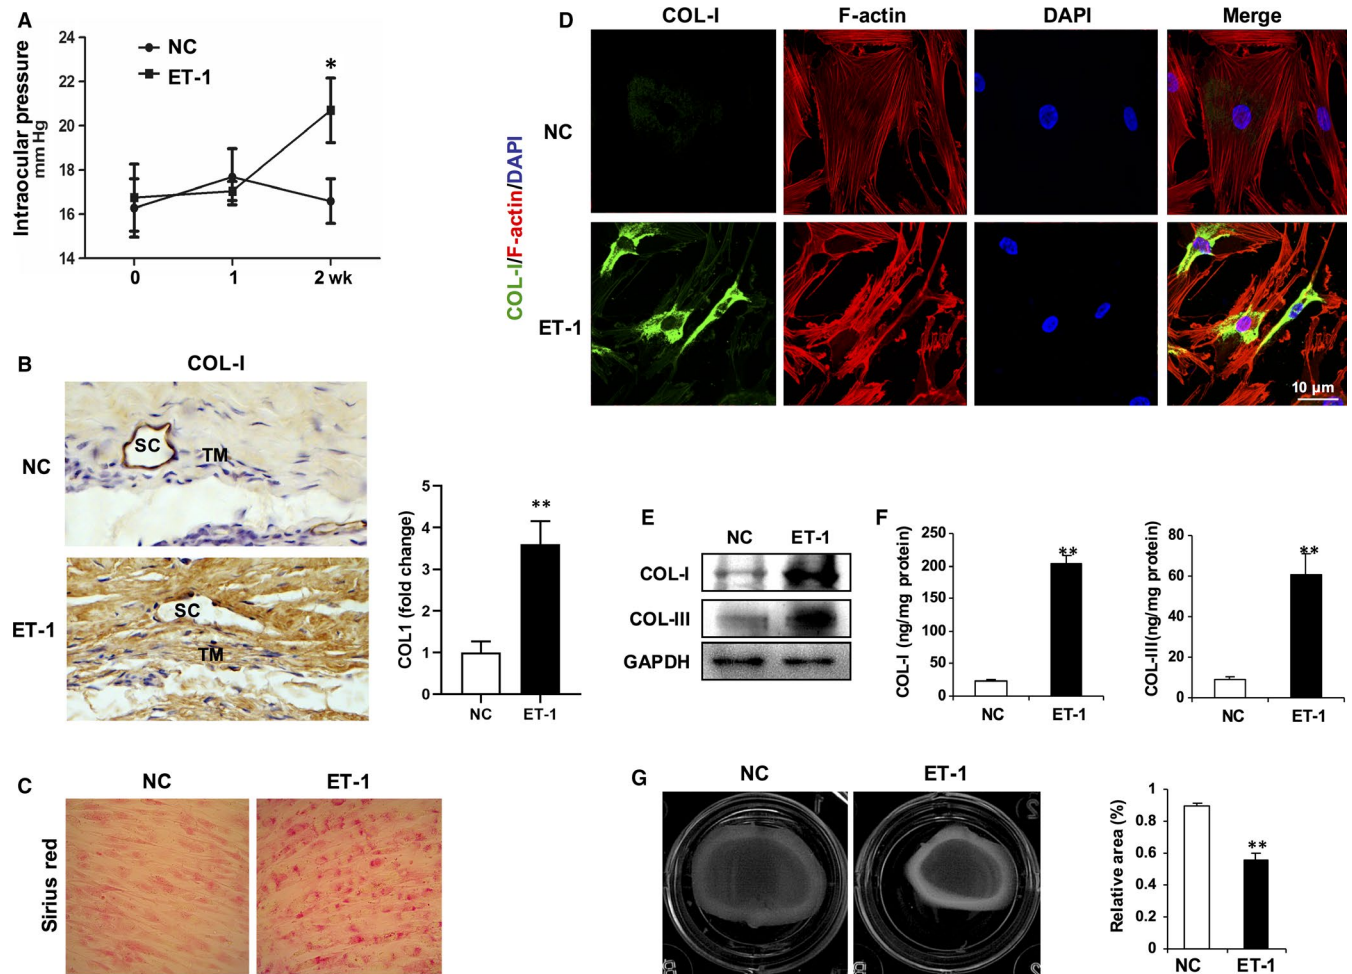 A
24
22
20
18
16
14
Intraocular pressure
mm Hg
NC
ET-1
*
0 1 2 wk
B
COL-I
NC
SC
TM
ET-1
SC
TM
COL1 (fold change)
5
4
3
2
1
0
**
NC ET-1
C
NC ET-1
Sirius red
D
COL-I F-actin DAPI Merge
COL-I/F-actin/DAPI
NC
ET-1
10 µm
E
NC ET-1
COL-I
COL-III
GAPDH
F
COL-I (ng/mg protein)
250
200
150
100
50
0
**
NC ET-1
COL-III(ng/mg protein)
80
60
40
20
0
**
NC ET-1
G
NC ET-1
Relative area (%)
1
0.8
0.6
0.4
0.2
0
**
NC ET-1